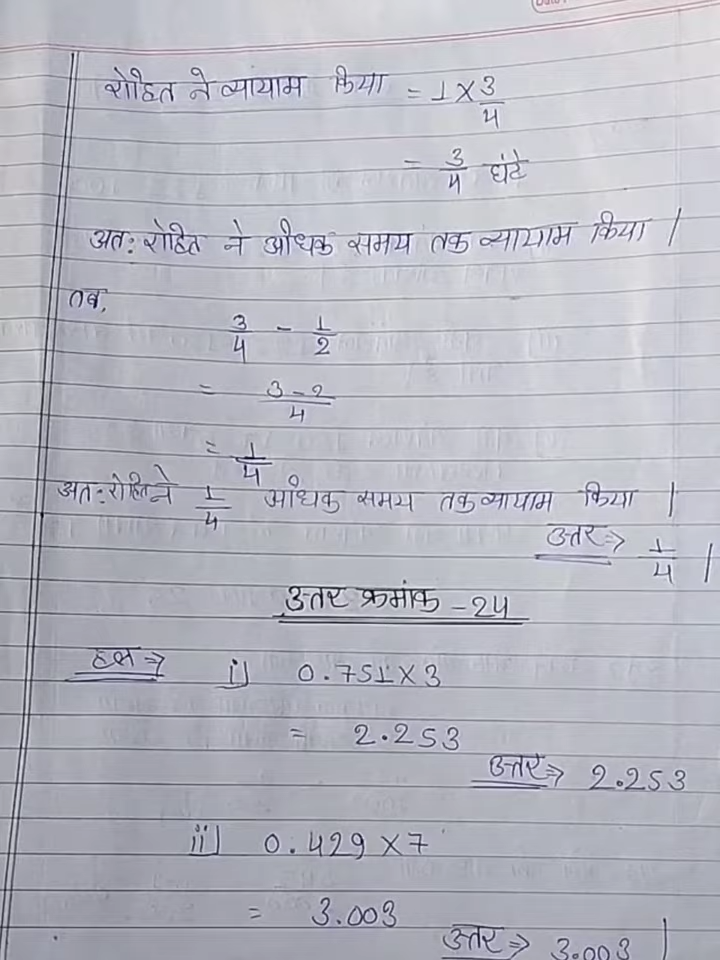 रोहित ने व्यायाम किया = 1 × 3/4
= 3/4 घंटे
अतः रोहित ने अधिक समय तक व्यायाम किया |
तब,
3/4 - 1/2
= 3-2/4
= 1/4
अतः रोहित ने 1/4 अधिक समय तक व्यायाम किया |
उत्तर ⇒ 1/4 |
उत्तर क्रमांक - 24
हल ⇒ i) 0.751 × 3
= 2.253
उत्तर ⇒ 2.253
ii) 0.429 × 7
= 3.003
उत्तर ⇒ 3.003 |